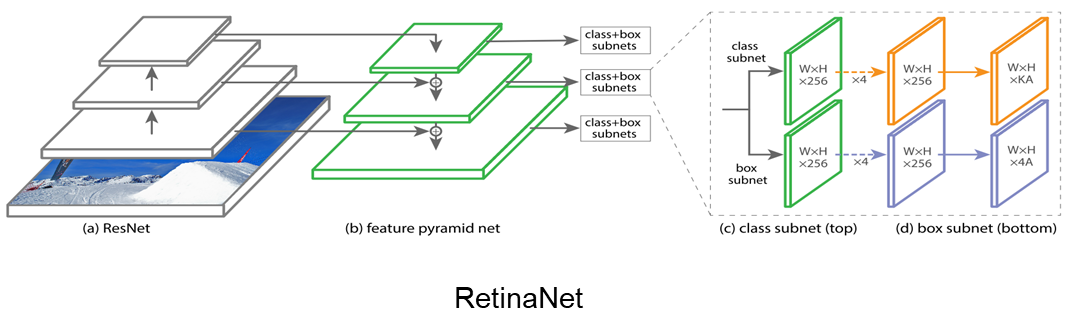 class+box
subnets
class+box
subnets
class+box
subnets
class
subnet
W×H
×256
×4
W×H
×256
W×H
×KA
box
subnet
W×H
×256
×4
W×H
×256
W×H
×4A
(a) ResNet
(b) feature pyramid net
(c) class subnet (top)
(d) box subnet (bottom)
RetinaNet